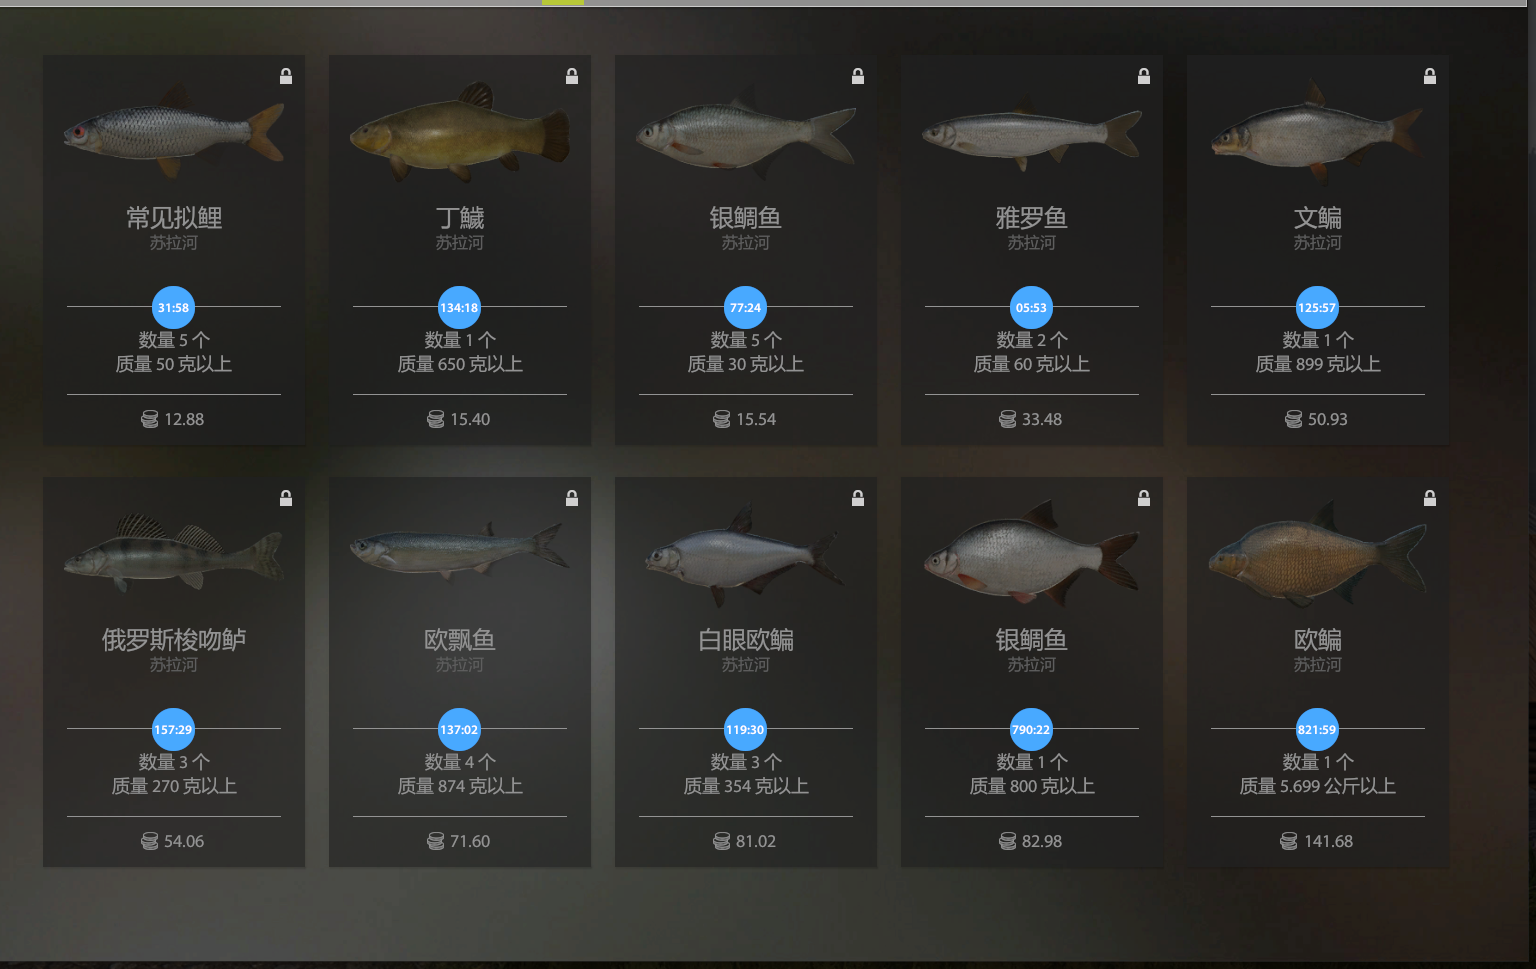 常见拟鲤
苏拉河
31:58
数量 5 个
质量 50 克以上
12.88
丁鱥
苏拉河
134:18
数量 1 个
质量 650 克以上
15.40
银鲷鱼
苏拉河
77:24
数量 5 个
质量 30 克以上
15.54
雅罗鱼
苏拉河
05:53
数量 2 个
质量 60 克以上
33.48
文鳊
苏拉河
125:57
数量 1 个
质量 899 克以上
50.93
俄罗斯梭吻鲈
苏拉河
157:29
数量 3 个
质量 270 克以上
54.06
欧飘鱼
苏拉河
137:02
数量 4 个
质量 874 克以上
71.60
白眼欧鳊
苏拉河
119:30
数量 3 个
质量 354 克以上
81.02
银鲷鱼
苏拉河
790:22
数量 1 个
质量 800 克以上
82.98
欧鳊
苏拉河
821:59
数量 1 个
质量 5.699 公斤以上
141.68